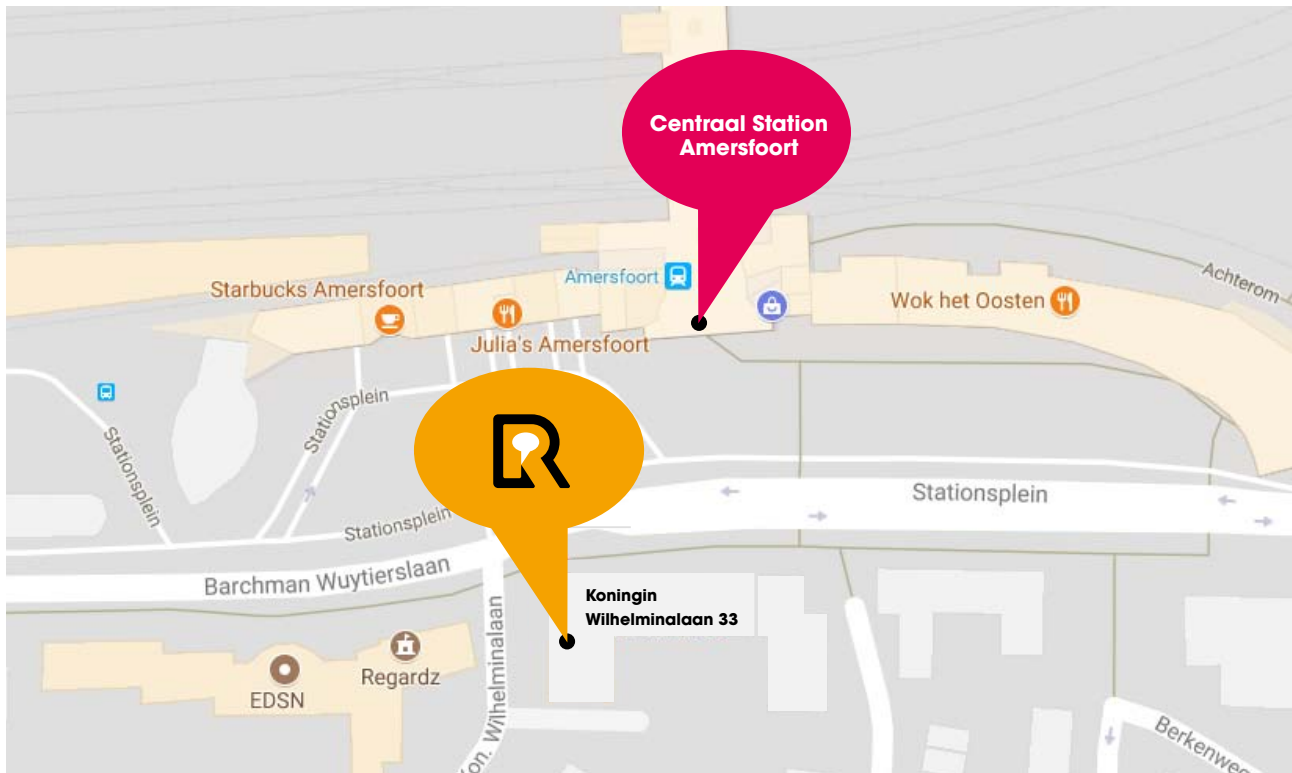 Centraal Station
Amersfoort
Achterom
Amersfoort
Starbucks Amersfoort
Wok het Oosten
Julia's Amersfoort
Stationsplein
Stationsplein
R
Stationsplein
Stationsplein
Barchman Wuytierslaan
Koningin
Wilhelminalaan 33
Kon. Wilhelminalaan
Regardz
EDSN
Berkenweg